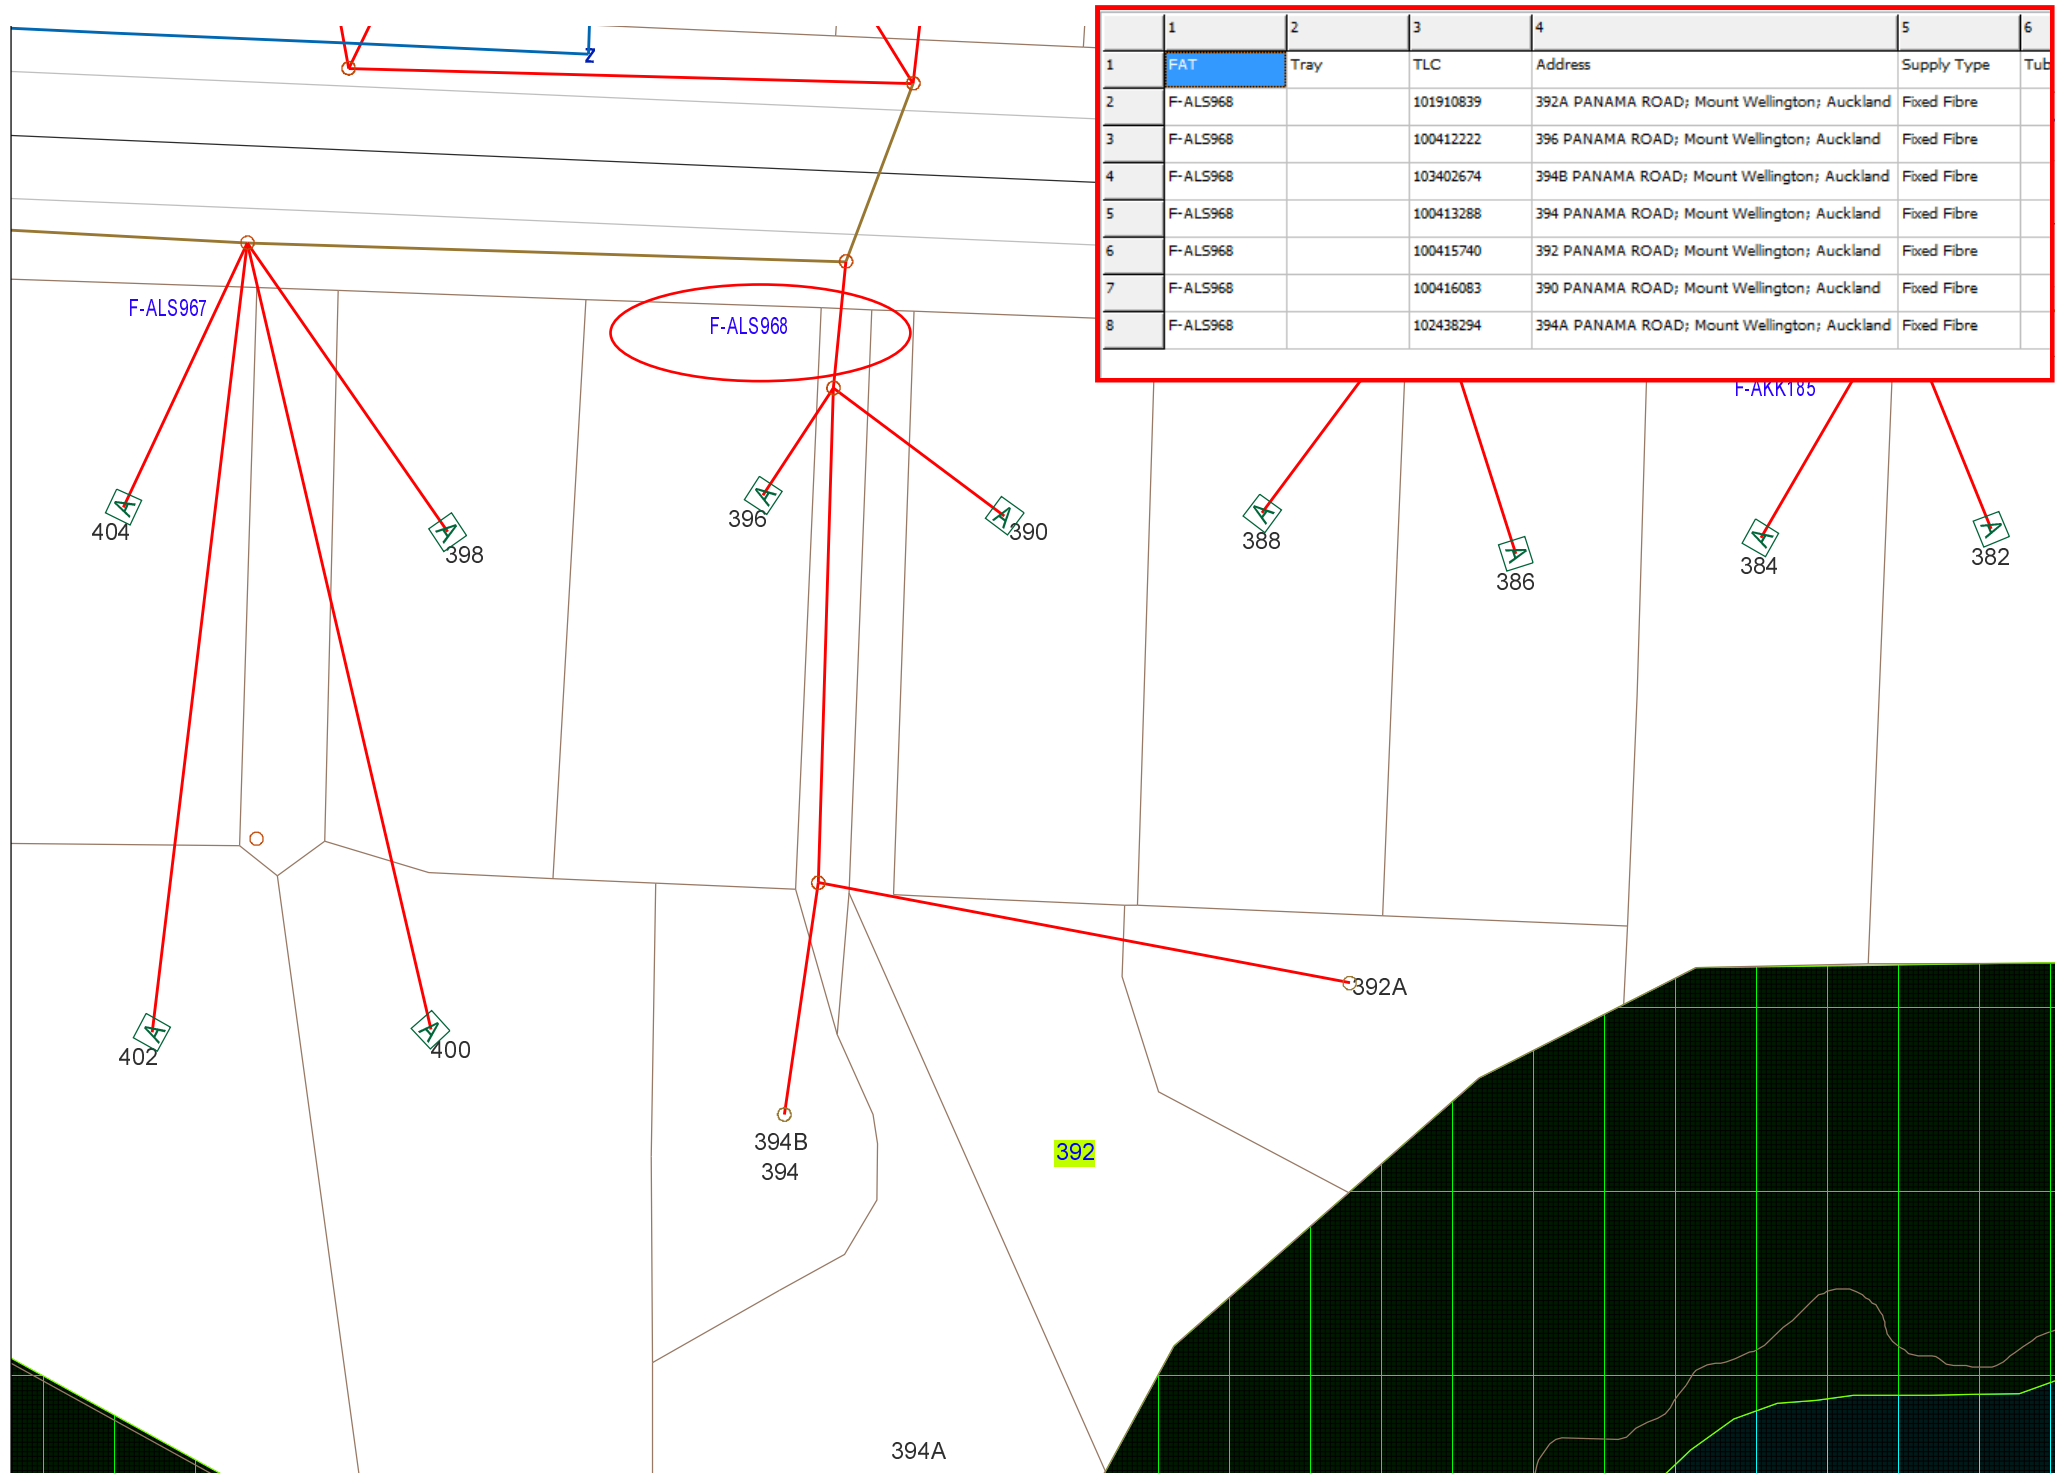 Z
1 2 3 4 5 6
1 FAT Tray TLC Address Supply Type Tub
2 F-ALS968 101910839 392A PANAMA ROAD; Mount Wellington; Auckland Fixed Fibre
3 F-ALS968 100412222 396 PANAMA ROAD; Mount Wellington; Auckland Fixed Fibre
4 F-ALS968 103402674 394B PANAMA ROAD; Mount Wellington; Auckland Fixed Fibre
5 F-ALS968 100413288 394 PANAMA ROAD; Mount Wellington; Auckland Fixed Fibre
6 F-ALS968 100415740 392 PANAMA ROAD; Mount Wellington; Auckland Fixed Fibre
7 F-ALS968 100416083 390 PANAMA ROAD; Mount Wellington; Auckland Fixed Fibre
8 F-ALS968 102438294 394A PANAMA ROAD; Mount Wellington; Auckland Fixed Fibre
F-ALS967
F-ALS968
F-AKK185
A
404
A
398
A
396
A
390
A
388
A
386
A
384
A
382
A
402
A
400
392A
394B
394
392
394A